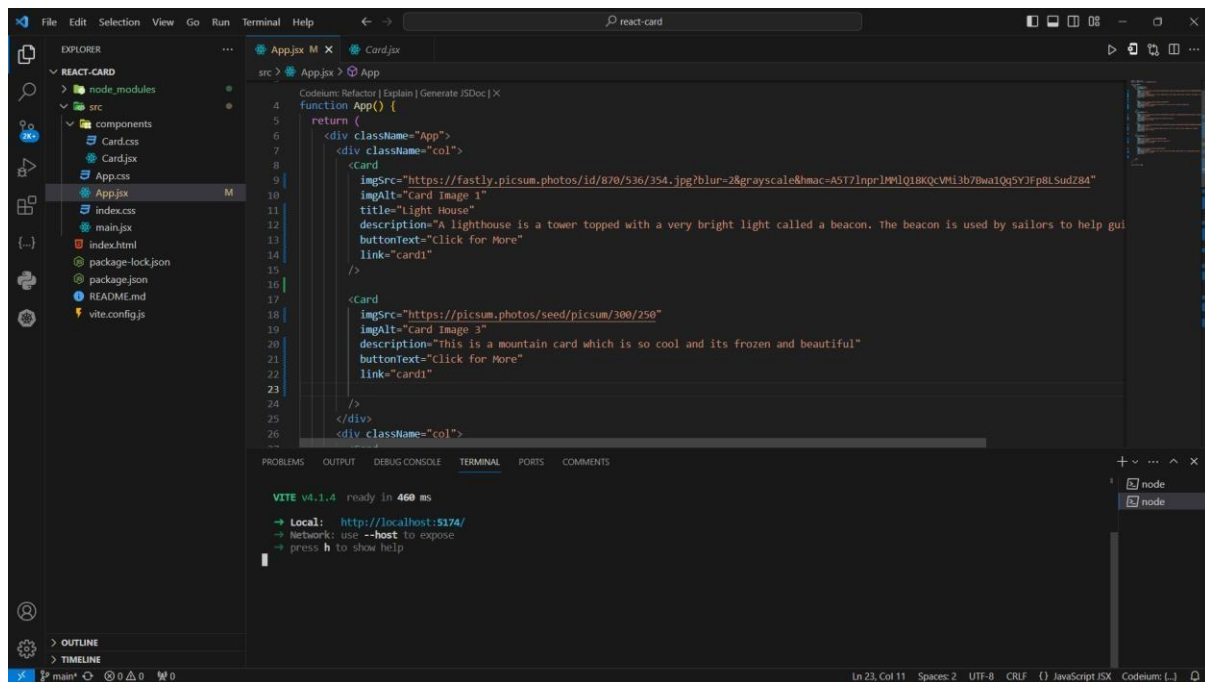 File Edit Selection View Go Run Terminal Help
react-card
EXPLORER
REACT-CARD
node_modules
src
components
Card.css
Card.jsx
App.css
App.jsx M
index.css
main.jsx
index.html
package-lock.json
package.json
README.md
vite.config.js
OUTLINE
TIMELINE
2K+
App.jsx M
Card.jsx
src > App.jsx > App
Codeium: Refactor | Explain | Generate JSDoc | X
4 function App() {
5 return (
6 <div className="App">
7 <div className="col">
8 <Card
9 imgSrc="https://fastly.picsum.photos/id/870/536/354.jpg?blur=2&grayscale&hmac=A5T7lnprlMMlQ18KQcVMi3b7Bwa1Qq5YJFp8LSudZ84"
10 imgAlt="Card Image 1"
11 title="Light House"
12 description="A lighthouse is a tower topped with a very bright light called a beacon. The beacon is used by sailors to help gui
13 buttonText="Click for More"
14 link="card1"
15 />
16
17 <Card
18 imgSrc="https://picsum.photos/seed/picsum/300/250"
19 imgAlt="Card Image 3"
20 description="This is a mountain card which is so cool and its frozen and beautiful"
21 buttonText="Click for More"
22 link="card1"
23
24 />
25 </div>
26 <div className="col">
PROBLEMS OUTPUT DEBUG CONSOLE TERMINAL PORTS COMMENTS
VITE v4.1.4 ready in 460 ms
→ Local: http://localhost:5174/
→ Network: use --host to expose
→ press h to show help
node
node
main* 0 0 0 Ln 23, Col 11 Spaces: 2 UTF-8 CRLF {} JavaScript JSX Codeium: {...}